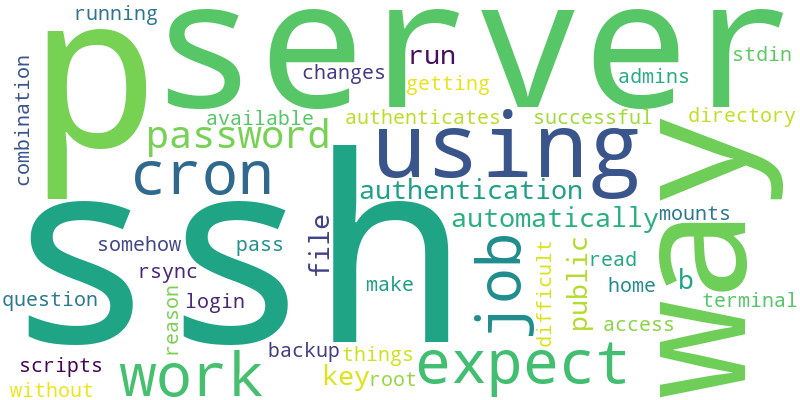 running
p
server
stdin
run
changes
getting
admins
combination
available
authenticates
successful
directory
password
using
cron
authentication
way
ssh
automatically
mounts
somehow
pass
file
job
difficult
public
read
b
rsync
make
home
question
login
terminal
reason
access
scripts
work
backup
things
expect
without
key
root